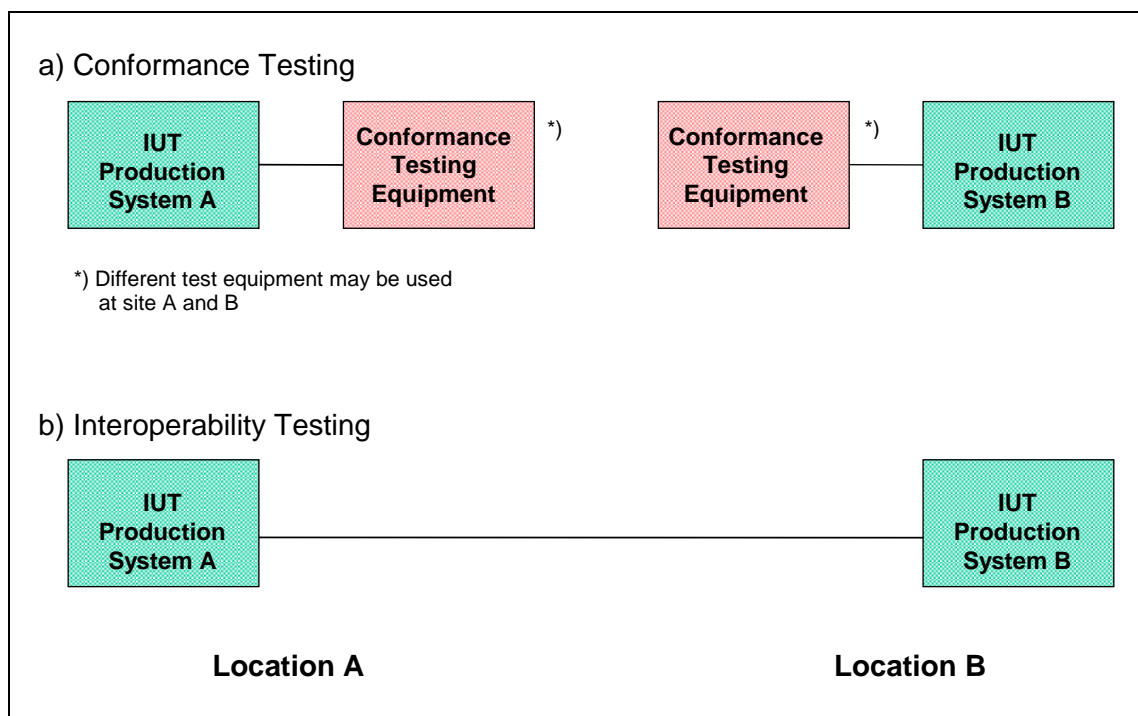 a) Conformance Testing
IUT
Production
System A
Conformance
Testing
Equipment
*)
Conformance
Testing
Equipment
*)
IUT
Production
System B
*) Different test equipment may be used
at site A and B
b) Interoperability Testing
IUT
Production
System A
IUT
Production
System B
Location A
Location B